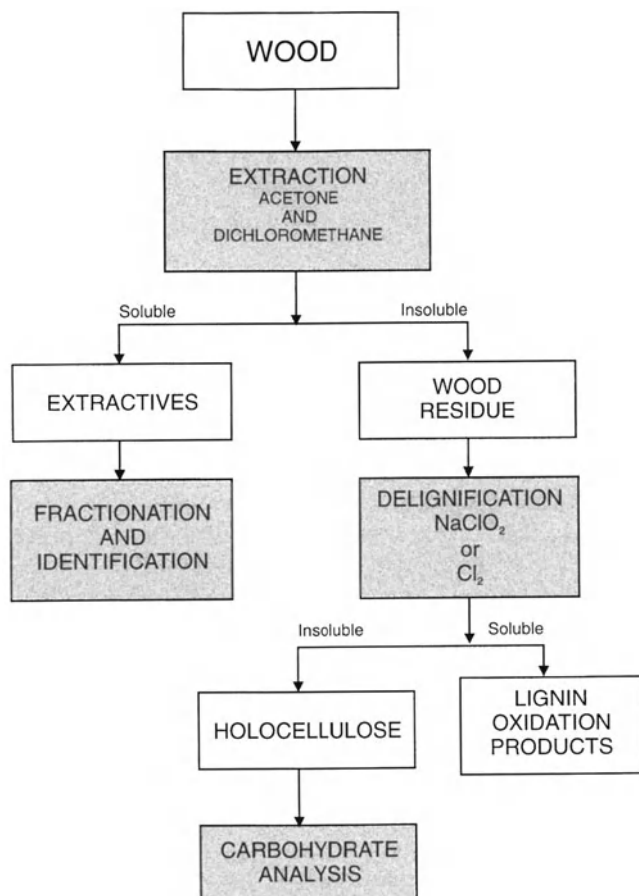 WOOD
EXTRACTION
ACETONE
AND
DICHLOROMETHANE
Soluble
Insoluble
EXTRACTIVES
WOOD
RESIDUE
FRACTIONATION
AND
IDENTIFICATION
DELIGNIFICATION
NaClO₂
or
Cl₂
Insoluble
Soluble
HOLOCELLULOSE
LIGNIN
OXIDATION
PRODUCTS
CARBOHYDRATE
ANALYSIS